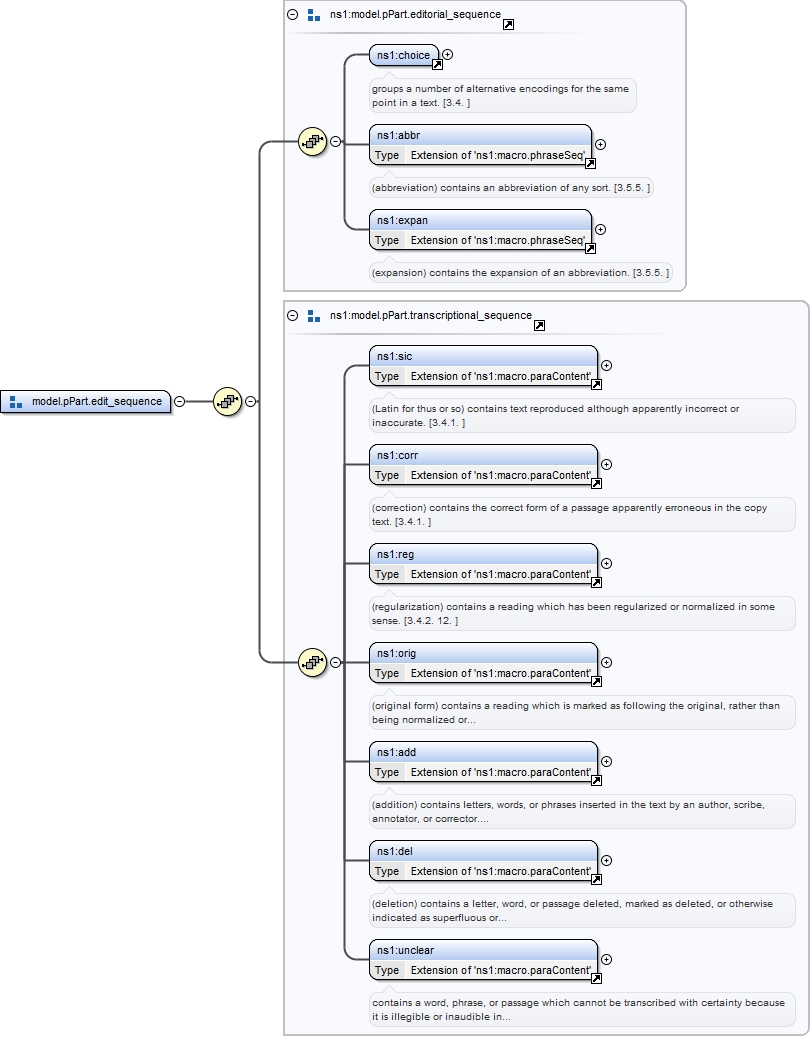 ns1:model.pPart.editorial_sequence
ns1:choice
groups a number of alternative encodings for the same
point in a text. [3.4. ]
ns1:abbr
Type Extension of 'ns1:macro.phraseSeq'
(abbreviation) contains an abbreviation of any sort. [3.5.5. ]
ns1:expan
Type Extension of 'ns1:macro.phraseSeq'
(expansion) contains the expansion of an abbreviation. [3.5.5. ]
model.pPart.edit_sequence
ns1:model.pPart.transcriptional_sequence
ns1:sic
Type Extension of 'ns1:macro.paraContent'
(Latin for thus or so) contains text reproduced although apparently incorrect or
inaccurate. [3.4.1. ]
ns1:corr
Type Extension of 'ns1:macro.paraContent'
(correction) contains the correct form of a passage apparently erroneous in the copy
text. [3.4.1. ]
ns1:reg
Type Extension of 'ns1:macro.paraContent'
(regularization) contains a reading which has been regularized or normalized in some
sense. [3.4.2. 12. ]
ns1:orig
Type Extension of 'ns1:macro.paraContent'
(original form) contains a reading which is marked as following the original, rather than
being normalized or...
ns1:add
Type Extension of 'ns1:macro.paraContent'
(addition) contains letters, words, or phrases inserted in the text by an author, scribe,
annotator, or corrector....
ns1:del
Type Extension of 'ns1:macro.paraContent'
(deletion) contains a letter, word, or passage deleted, marked as deleted, or otherwise
indicated as superfluous or...
ns1:unclear
Type Extension of 'ns1:macro.paraContent'
contains a word, phrase, or passage which cannot be transcribed with certainty because
it is illegible or inaudible in...